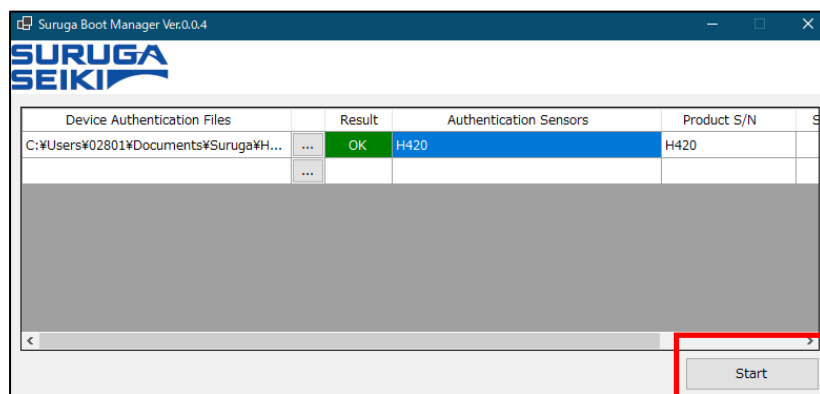 Suruga Boot Manager Ver.0.0.4
SURUGA
SEIKI
Device Authentication Files Result Authentication Sensors Product S/N S
C:¥Users¥02801¥Documents¥Suruga¥H... ... OK H420 H420
...
Start